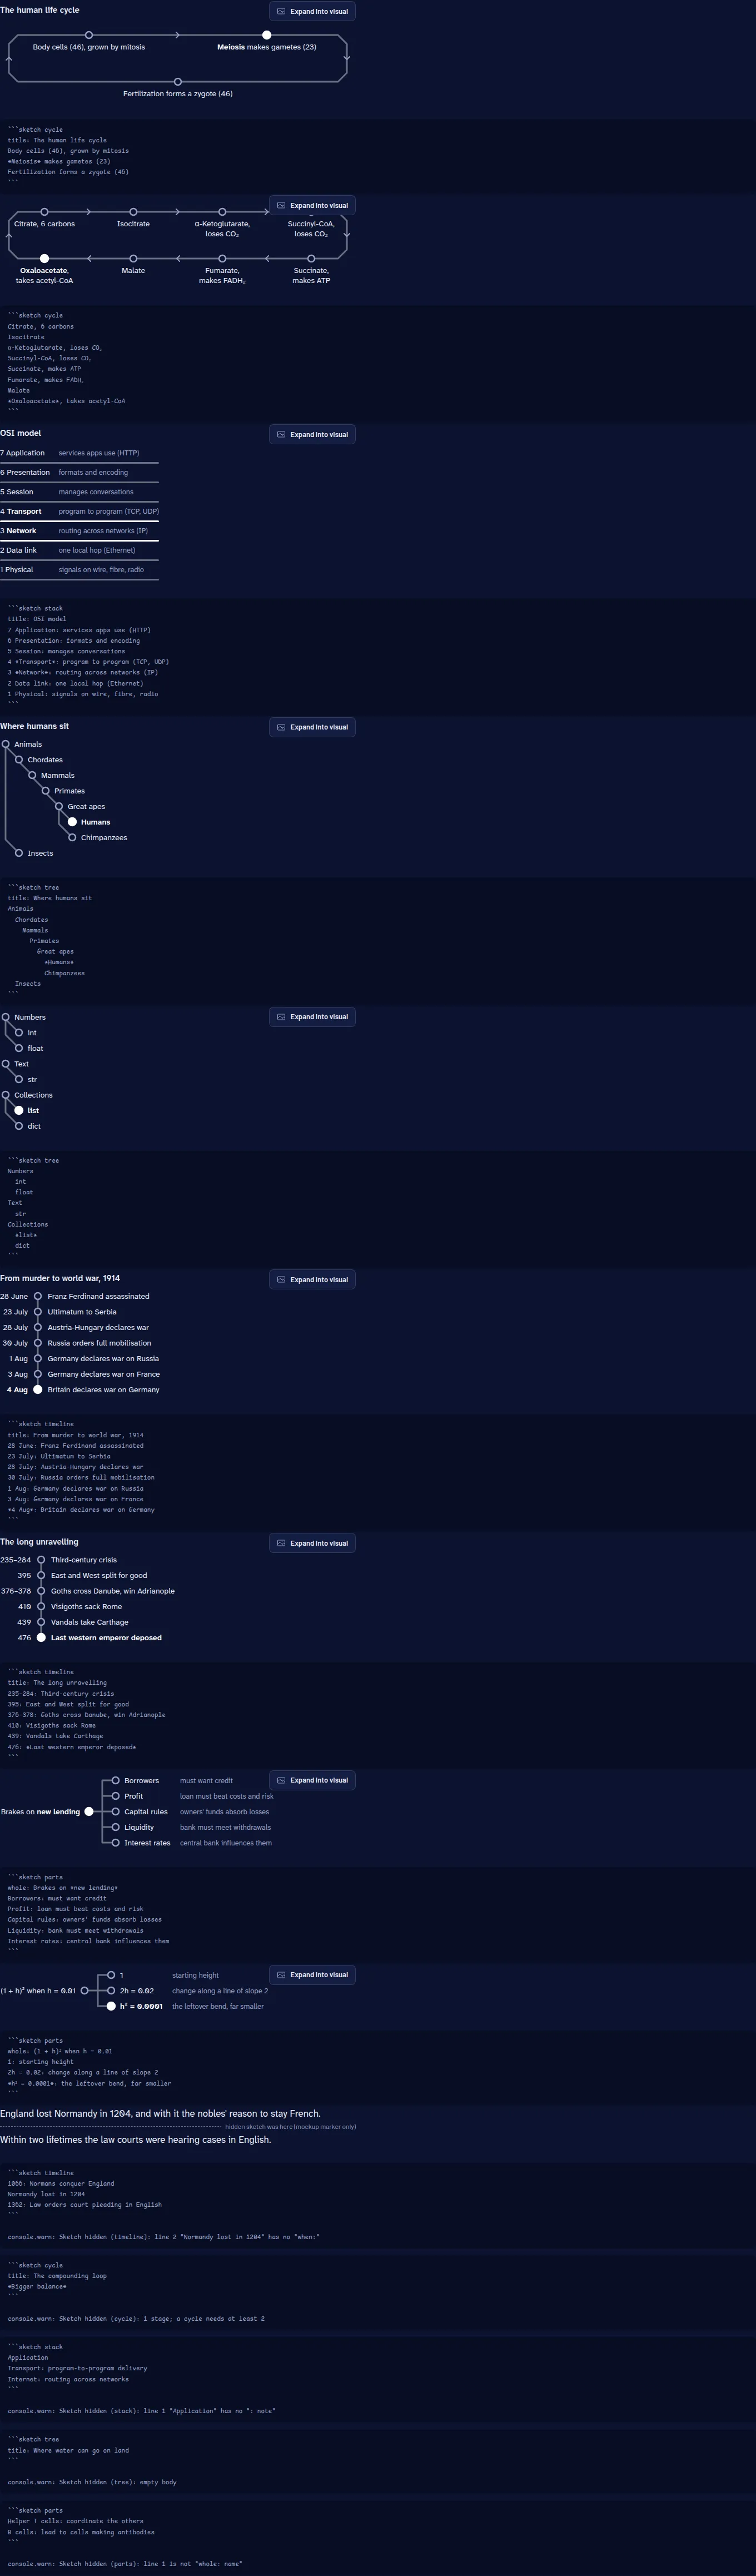 The human life cycle
Expand into visual
Body cells (46), grown by mitosis
Meiosis makes gametes (23)
Fertilization forms a zygote (46)
```sketch cycle
title: The human life cycle
Body cells (46), grown by mitosis
*Meiosis* makes gametes (23)
Fertilization forms a zygote (46)
```
Expand into visual
Citrate, 6 carbons
Isocitrate
α-Ketoglutarate,
loses CO₂
Succinyl-CoA,
loses CO₂
Oxaloacetate,
takes acetyl-CoA
Malate
Fumarate,
makes FADH₂
Succinate,
makes ATP
```sketch cycle
Citrate, 6 carbons
Isocitrate
α-Ketoglutarate, loses CO₂
Succinyl-CoA, loses CO₂
Succinate, makes ATP
Fumarate, makes FADH₂
Malate
*Oxaloacetate*, takes acetyl-CoA
```
OSI model
Expand into visual
7 Application services apps use (HTTP)
6 Presentation formats and encoding
5 Session manages conversations
4 Transport program to program (TCP, UDP)
3 Network routing across networks (IP)
2 Data link one local hop (Ethernet)
1 Physical signals on wire, fibre, radio
```sketch stack
title: OSI model
7 Application: services apps use (HTTP)
6 Presentation: formats and encoding
5 Session: manages conversations
4 *Transport*: program to program (TCP, UDP)
3 *Network*: routing across networks (IP)
2 Data link: one local hop (Ethernet)
1 Physical: signals on wire, fibre, radio
```
Where humans sit
Expand into visual
Animals
Chordates
Mammals
Primates
Great apes
Humans
Chimpanzees
Insects
```sketch tree
title: Where humans sit
Animals
Chordates
Mammals
Primates
Great apes
*Humans*
Chimpanzees
Insects
```
Expand into visual
Numbers
int
float
Text
str
Collections
list
dict
```sketch tree
Numbers
int
float
Text
str
Collections
*list*
dict
```
From murder to world war, 1914
Expand into visual
28 June Franz Ferdinand assassinated
23 July Ultimatum to Serbia
28 July Austria-Hungary declares war
30 July Russia orders full mobilisation
1 Aug Germany declares war on Russia
3 Aug Germany declares war on France
4 Aug Britain declares war on Germany
```sketch timeline
title: From murder to world war, 1914
28 June: Franz Ferdinand assassinated
23 July: Ultimatum to Serbia
28 July: Austria-Hungary declares war
30 July: Russia orders full mobilisation
1 Aug: Germany declares war on Russia
3 Aug: Germany declares war on France
*4 Aug*: Britain declares war on Germany
```
The long unravelling
Expand into visual
235–284 Third-century crisis
395 East and West split for good
376–378 Goths cross Danube, win Adrianople
410 Visigoths sack Rome
439 Vandals take Carthage
476 Last western emperor deposed
```sketch timeline
title: The long unravelling
235-284: Third-century crisis
395: East and West split for good
376-378: Goths cross Danube, win Adrianople
410: Visigoths sack Rome
439: Vandals take Carthage
476: *Last western emperor deposed*
```
Expand into visual
Brakes on new lending
Borrowers must want credit
Profit loan must beat costs and risk
Capital rules owners' funds absorb losses
Liquidity bank must meet withdrawals
Interest rates central bank influences them
```sketch parts
whole: Brakes on *new lending*
Borrowers: must want credit
Profit: loan must beat costs and risk
Capital rules: owners' funds absorb losses
Liquidity: bank must meet withdrawals
Interest rates: central bank influences them
```
Expand into visual
(1 + h)² when h = 0.01
1 starting height
2h = 0.02 change along a line of slope 2
h² = 0.0001 the leftover bend, far smaller
```sketch parts
whole: (1 + h)² when h = 0.01
1: starting height
2h = 0.02: change along a line of slope 2
*h² = 0.0001*: the leftover bend, far smaller
```
England lost Normandy in 1204, and with it the nobles' reason to stay French.
hidden sketch was here (mockup marker only)
Within two lifetimes the law courts were hearing cases in English.
```sketch timeline
1066: Normans conquer England
Normandy lost in 1204
1362: Law orders court pleading in English
```
console.warn: Sketch hidden (timeline): line 2 "Normandy lost in 1204" has no "when:"
```sketch cycle
title: The compounding loop
*Bigger balance*
```
console.warn: Sketch hidden (cycle): 1 stage; a cycle needs at least 2
```sketch stack
Application
Transport: program-to-program delivery
Internet: routing across networks
```
console.warn: Sketch hidden (stack): line 1 "Application" has no ": note"
```sketch tree
title: Where water can go on land
```
console.warn: Sketch hidden (tree): empty body
```sketch parts
Helper T cells: coordinate the others
B cells: lead to cells making antibodies
```
console.warn: Sketch hidden (parts): line 1 is not "whole: name"